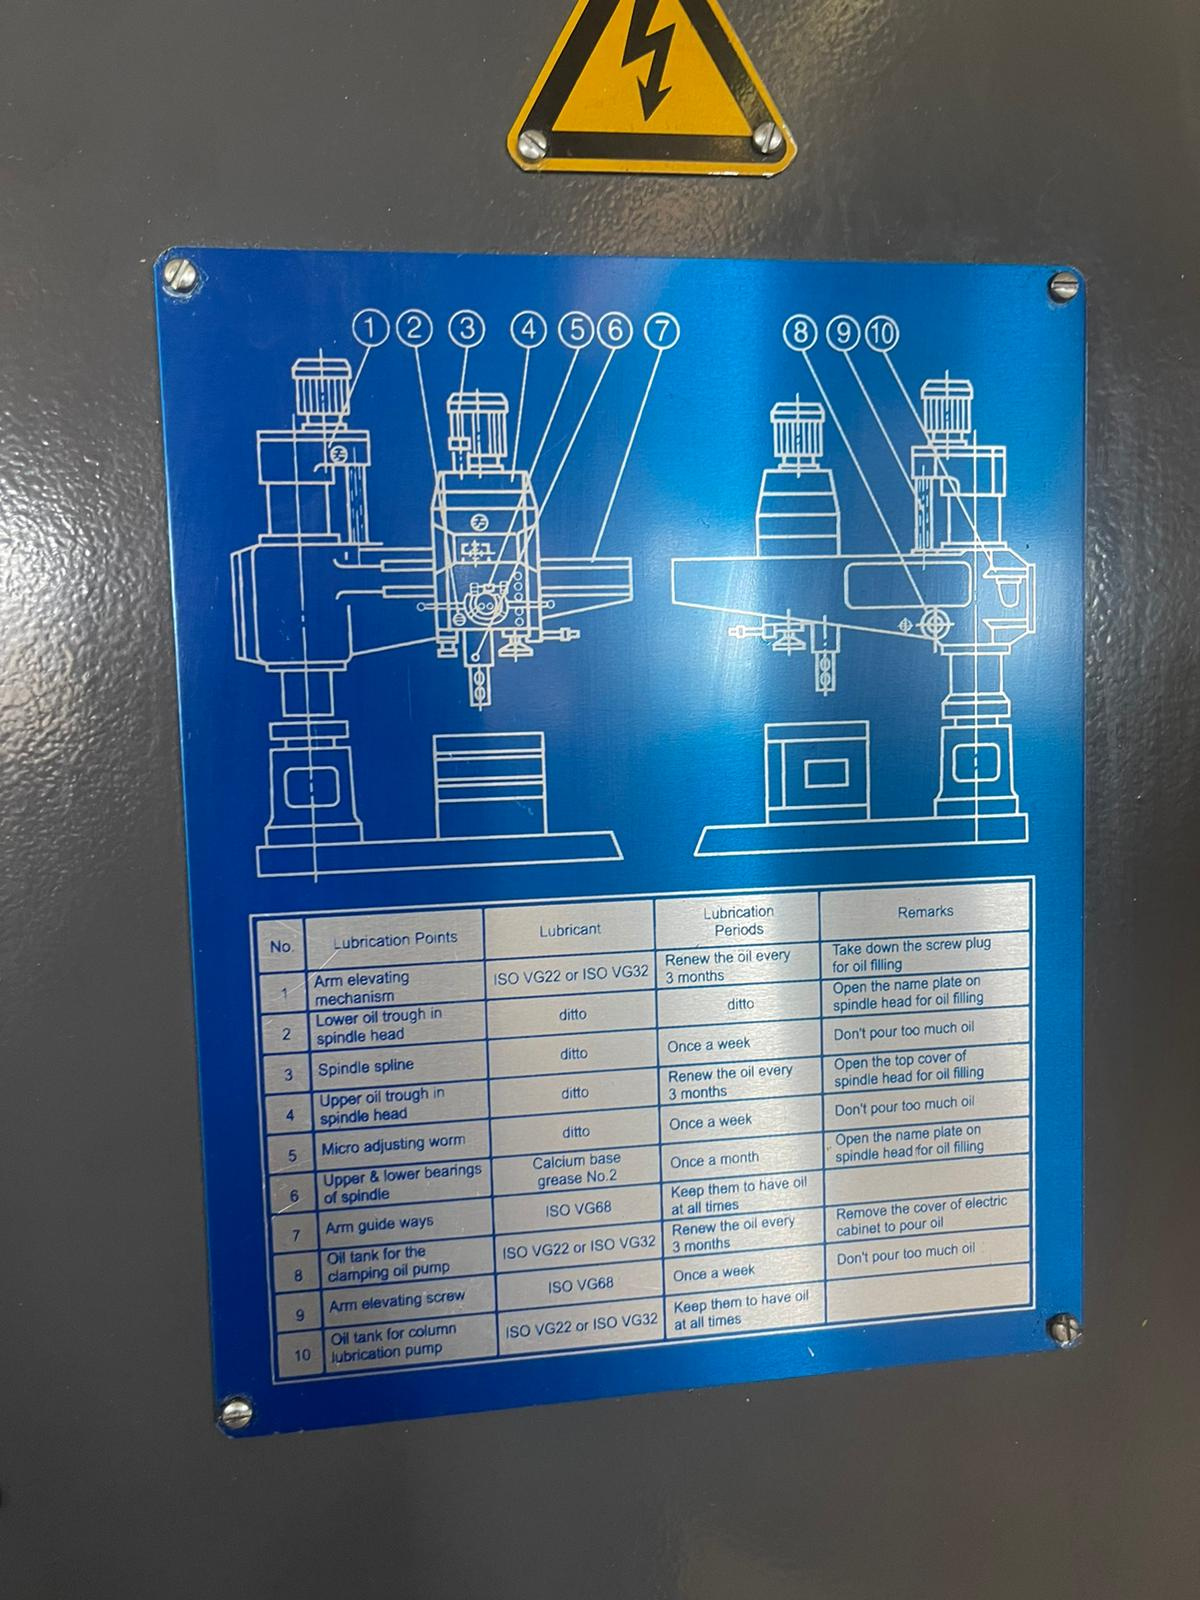 1 2 3 4 5 6 7 8 9 10
No. Lubrication Points Lubricant Lubrication Periods Remarks
1 Arm elevating mechanism ISO VG22 or ISO VG32 Renew the oil every 3 months Take down the screw plug for oil filling
2 Lower oil trough in spindle head ditto ditto Open the name plate on spindle head for oil filling
3 Spindle spline ditto Once a week Don't pour too much oil
4 Upper oil trough in spindle head ditto Renew the oil every 3 months Open the top cover of spindle head for oil filling
5 Micro adjusting worm ditto Once a week Don't pour too much oil
6 Upper & lower bearings of spindle Calcium base grease No.2 Once a month Open the name plate on spindle head for oil filling
7 Arm guide ways ISO VG68 Keep them to have oil at all times
8 Oil tank for the clamping oil pump ISO VG22 or ISO VG32 Renew the oil every 3 months Remove the cover of electric cabinet to pour oil
9 Arm elevating screw ISO VG68 Once a week Don't pour too much oil
10 Oil tank for column lubrication pump ISO VG22 or ISO VG32 Keep them to have oil at all times